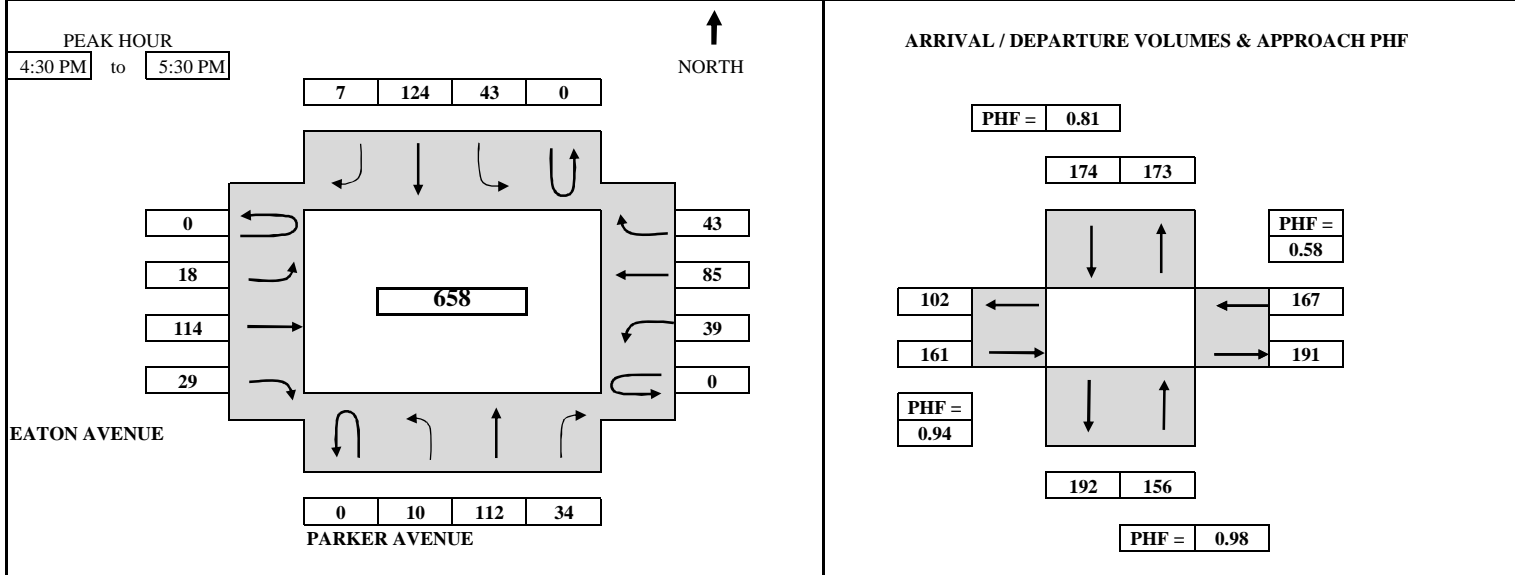 PEAK HOUR
4:30 PM to 5:30 PM
NORTH
7 124 43 0
0 43
18 85
658
114 39
29 0
EATON AVENUE
0 10 112 34
PARKER AVENUE
ARRIVAL / DEPARTURE VOLUMES & APPROACH PHF
PHF = 0.81
174 173
PHF =
0.58
102 167
161 191
PHF =
0.94
192 156
PHF = 0.98